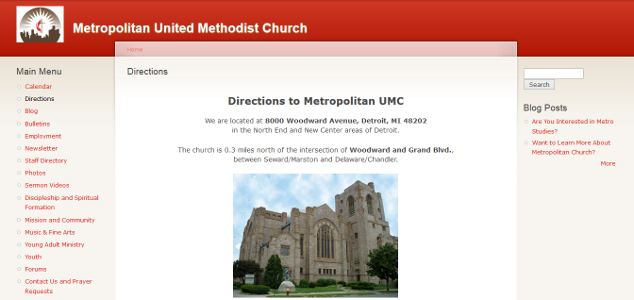 Metropolitan United Methodist Church
Home
Main Menu
Calendar
Directions
Blog
Bulletins
Employment
Newsletter
Staff Directory
Photos
Sermon Videos
Discipleship and Spiritual
Formation
Mission and Community
Music & Fine Arts
Young Adult Ministry
Youth
Forums
Contact Us and Prayer
Requests
Directions
Directions to Metropolitan UMC
We are located at 8000 Woodward Avenue, Detroit, MI 48202
in the North End and New Center areas of Detroit.
The church is 0.3 miles north of the intersection of Woodward and Grand Blvd.,
between Seward/Marston and Delaware/Chandler.
Search
Blog Posts
Are You Interested in Metro
Studies?
Want to Learn More About
Metropolitan Church?
More